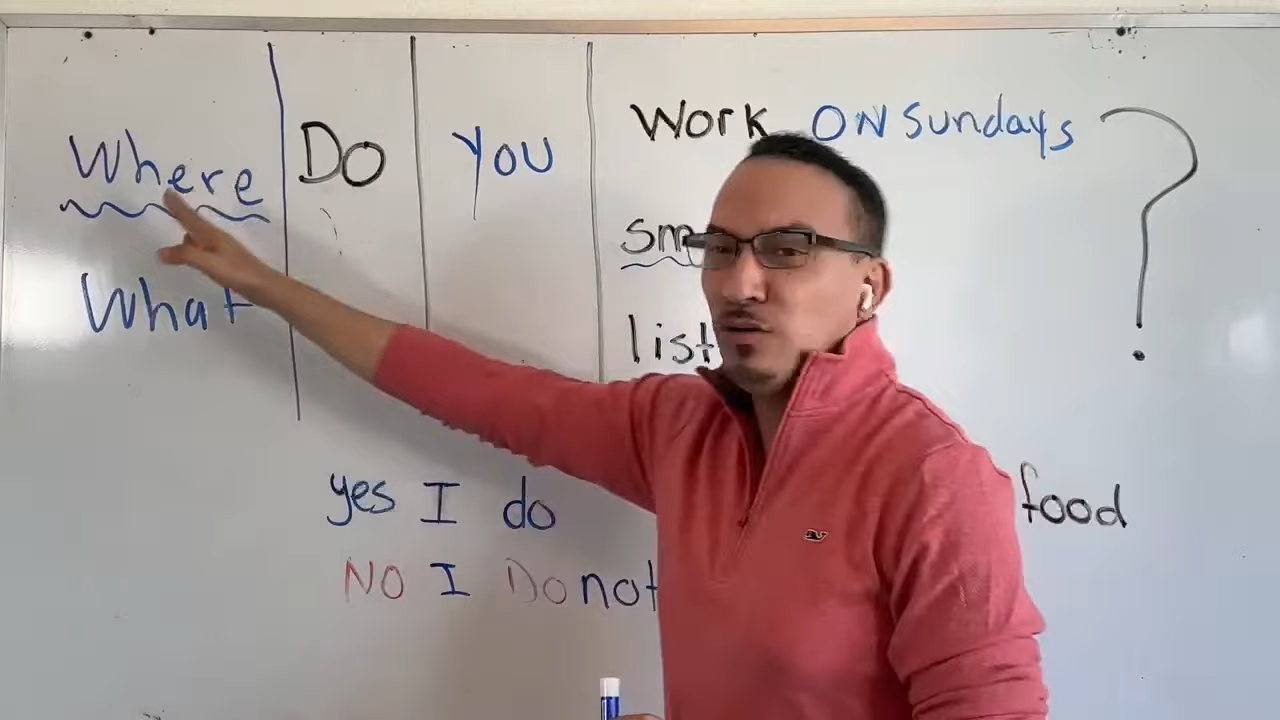 Where Do You Work ON Sundays ?
What
yes I do
food
NO I Do not